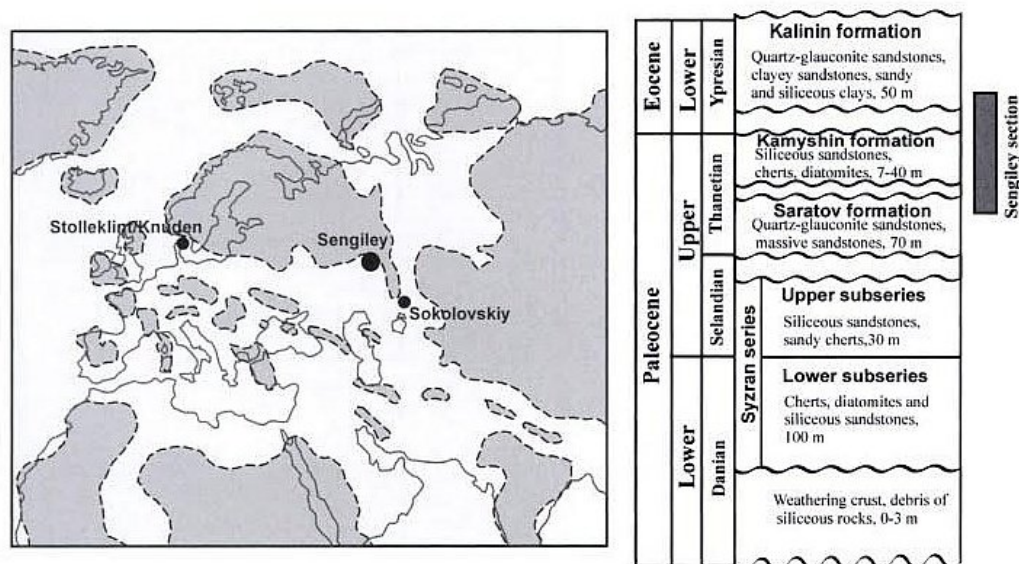 Stolleklint/Knuden
Sengiley
Sokolovskiy
Eocene
Lower
Ypresian
Kalinin formation
Quartz-glauconite sandstones,
clayey sandstones, sandy
and siliceous clays, 50 m
Paleocene
Upper
Thanetian
Kamyshin formation
Siliceous sandstones,
cherts, diatomites, 7-40 m
Saratov formation
Quartz-glauconite sandstones,
massive sandstones, 70 m
Selandian
Syzran series
Upper subseries
Siliceous sandstones,
sandy cherts,30 m
Lower
Danian
Lower subseries
Cherts, diatomites and
siliceous sandstones,
100 m
Weathering crust, debris of
siliceous rocks, 0-3 m
Sengiley section